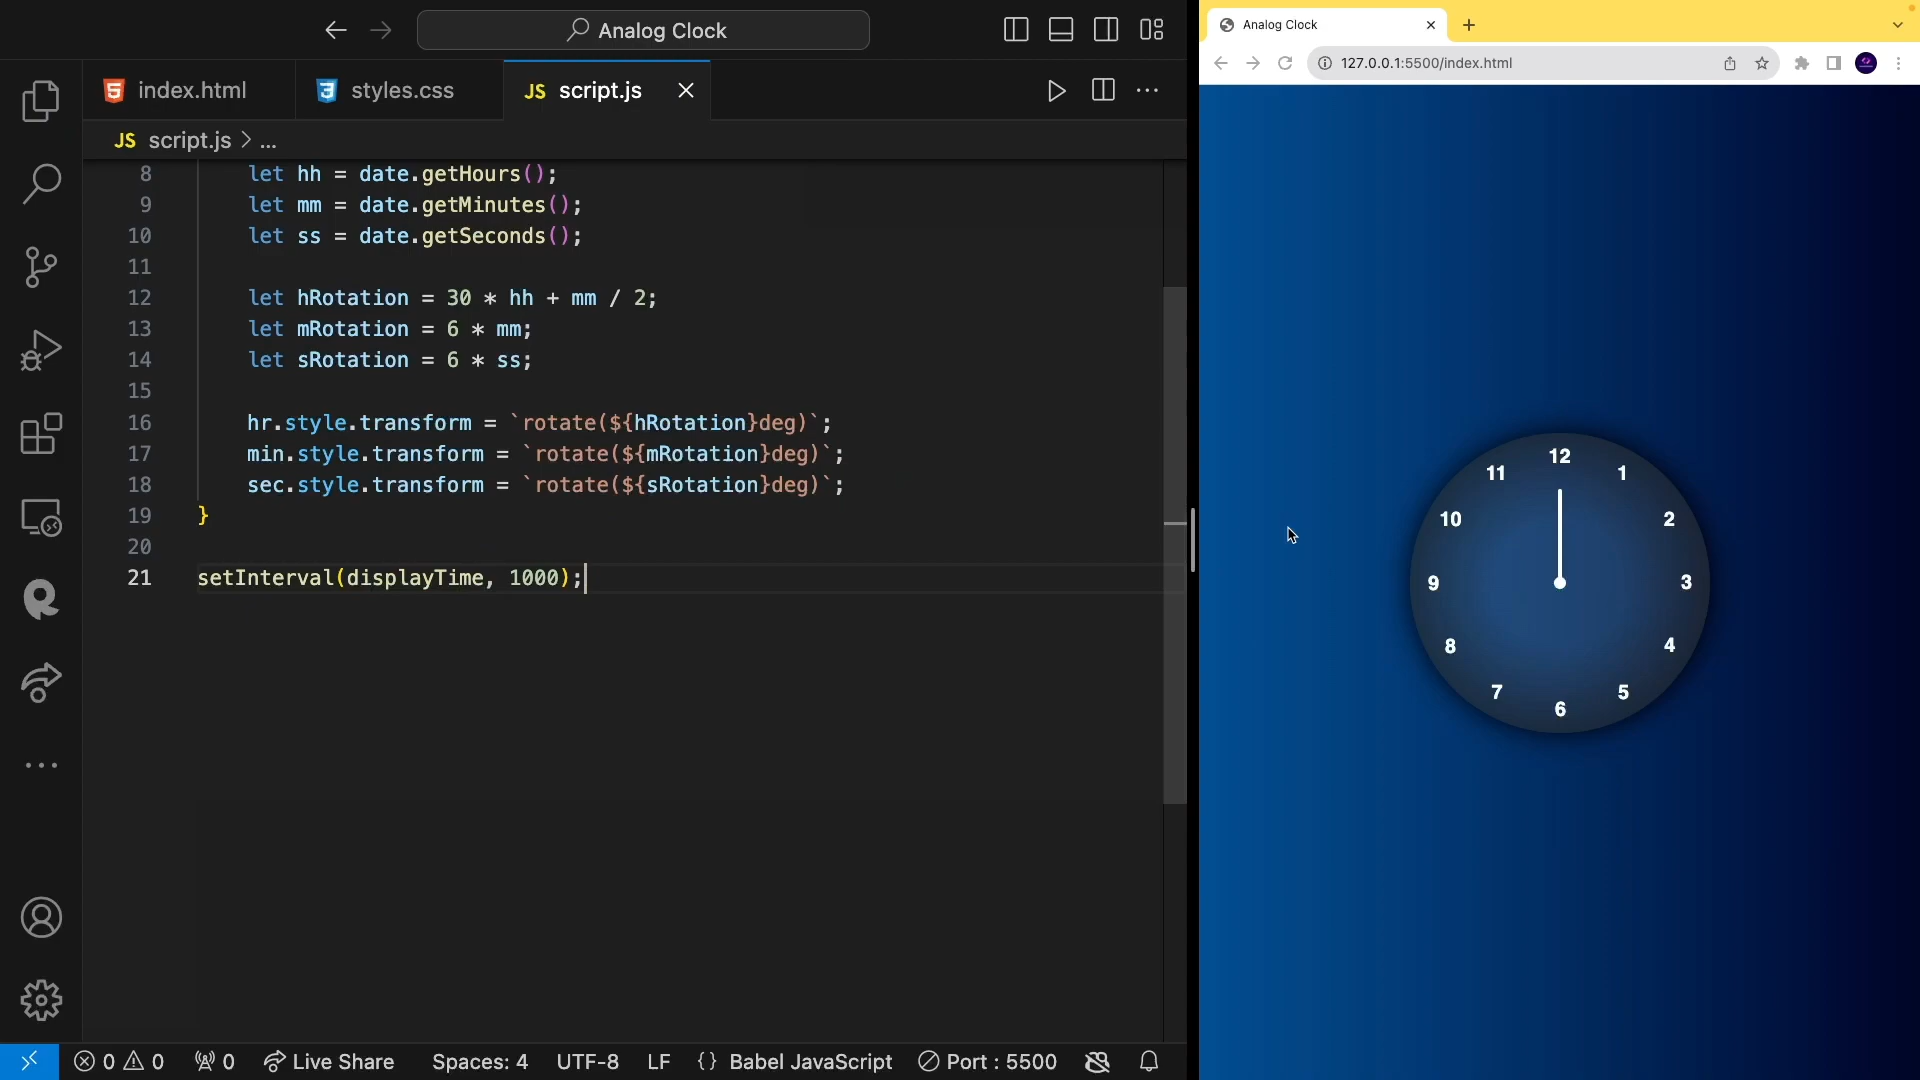 Analog Clock
index.html
styles.css
JS script.js
JS script.js > ...
8 let hh = date.getHours();
9 let mm = date.getMinutes();
10 let ss = date.getSeconds();
11
12 let hRotation = 30 * hh + mm / 2;
13 let mRotation = 6 * mm;
14 let sRotation = 6 * ss;
15
16 hr.style.transform = `rotate(${hRotation}deg)`;
17 min.style.transform = `rotate(${mRotation}deg)`;
18 sec.style.transform = `rotate(${sRotation}deg)`;
19 }
20
21 setInterval(displayTime, 1000);
0 0 0 Live Share Spaces: 4 UTF-8 LF {} Babel JavaScript Port : 5500
Analog Clock
127.0.0.1:5500/index.html
12
1
2
3
4
5
6
7
8
9
10
11